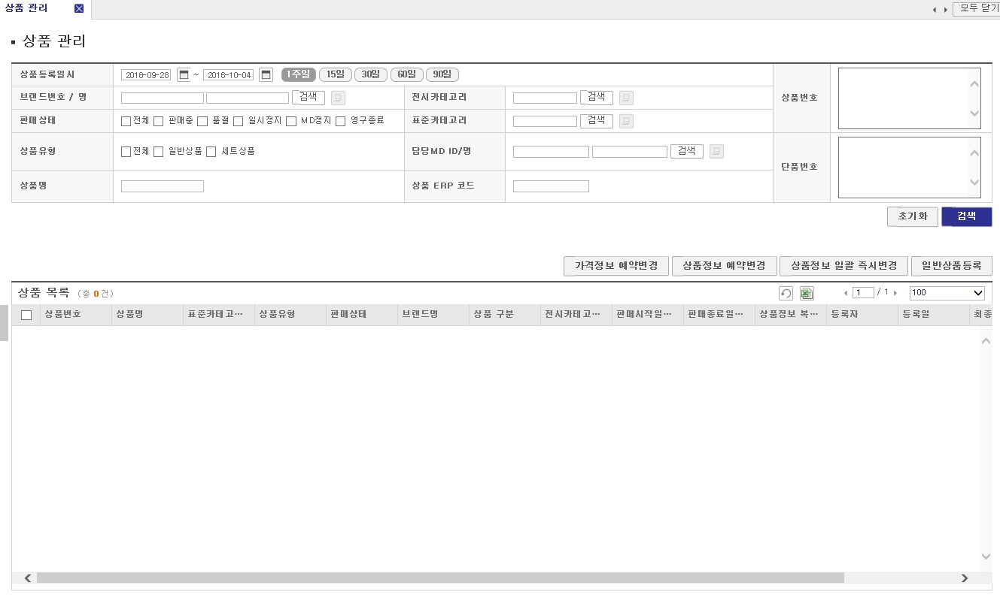 상품 관리
모두 닫기
상품 관리
상품등록일시 2016-09-28 ~ 2016-10-04 1주일 15일 30일 60일 90일
상품번호
브랜드번호 / 명 검색 전시카테고리 검색
판매상태 전체 판매중 품절 일시정지 MD정지 영구종료 표준카테고리 검색
상품유형 전체 일반상품 세트상품 담당MD ID/명 검색
단품번호
상품명 상품 ERP 코드
초기화 검색
가격정보 예약변경 상품정보 예약변경 상품정보 일괄 즉시변경 일반상품등록
상품 목록 (총 0건) 1 / 1 100
상품번호 상품명 표준카테고… 상품유형 판매상태 브랜드명 상품 구분 전시카테고… 판매시작일… 판매종료일… 상품정보 복… 등록자 등록일 최종